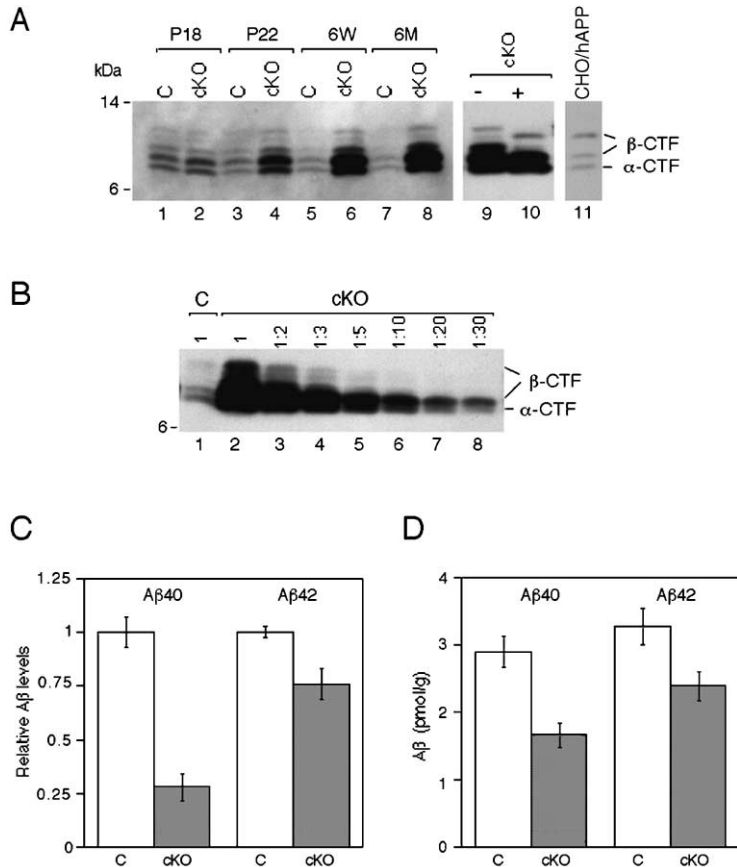 A
P18 P22 6W 6M cKO CHO/hAPP
kDa C cKO C cKO C cKO C cKO - +
14 -
β-CTF
α-CTF
6 -
1 2 3 4 5 6 7 8 9 10 11
B
C cKO
1 1 1:2 1:3 1:5 1:10 1:20 1:30
β-CTF
α-CTF
6 -
1 2 3 4 5 6 7 8
C
1.25
Aβ40 Aβ42
1
0.75
0.5
0.25
0
Relative Aβ levels
C cKO C cKO
D
4
Aβ40 Aβ42
3
2
1
0
Aβ (pmol/g)
C cKO C cKO